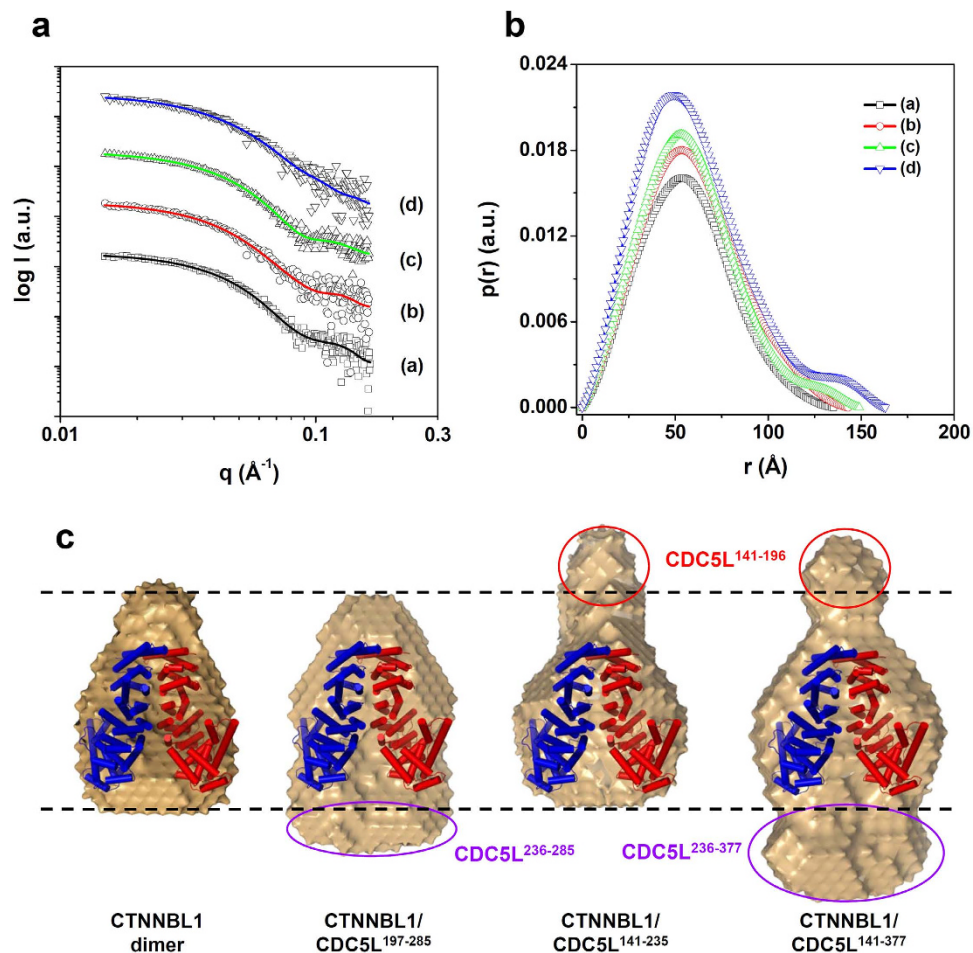 a
log I (a.u.)
(d)
(c)
(b)
(a)
0.01
0.1
0.3
q (Å⁻¹)
b
p(r) (a.u.)
0.024
0.018
0.012
0.006
0.000
(a)
(b)
(c)
(d)
0
50
100
150
200
r (Å)
c
CDC5L¹⁴¹⁻¹⁹⁶
CDC5L²³⁶⁻²⁸⁵
CDC5L²³⁶⁻³⁷⁷
CTNNBL1
dimer
CTNNBL1/
CDC5L¹⁹⁷⁻²⁸⁵
CTNNBL1/
CDC5L¹⁴¹⁻²³⁵
CTNNBL1/
CDC5L¹⁴¹⁻³⁷⁷